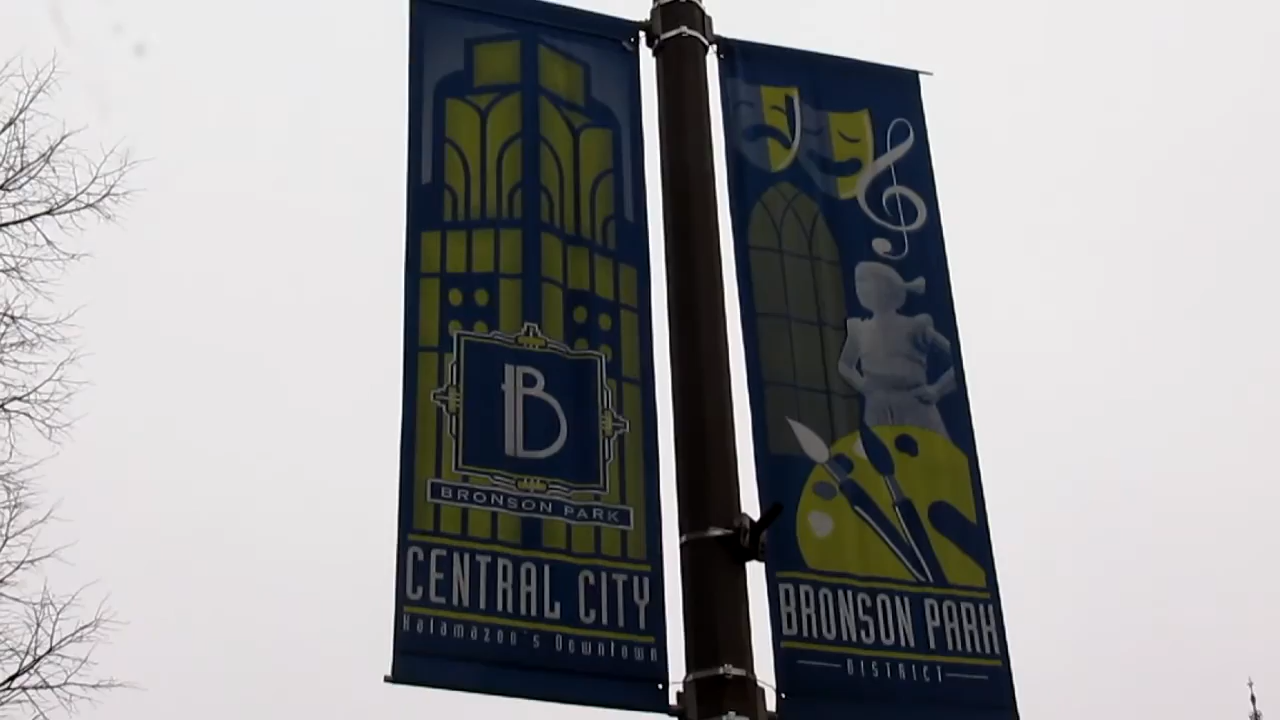 B
BRONSON PARK
CENTRAL CITY
Kalamazoo's Downtown
BRONSON PARK
DISTRICT